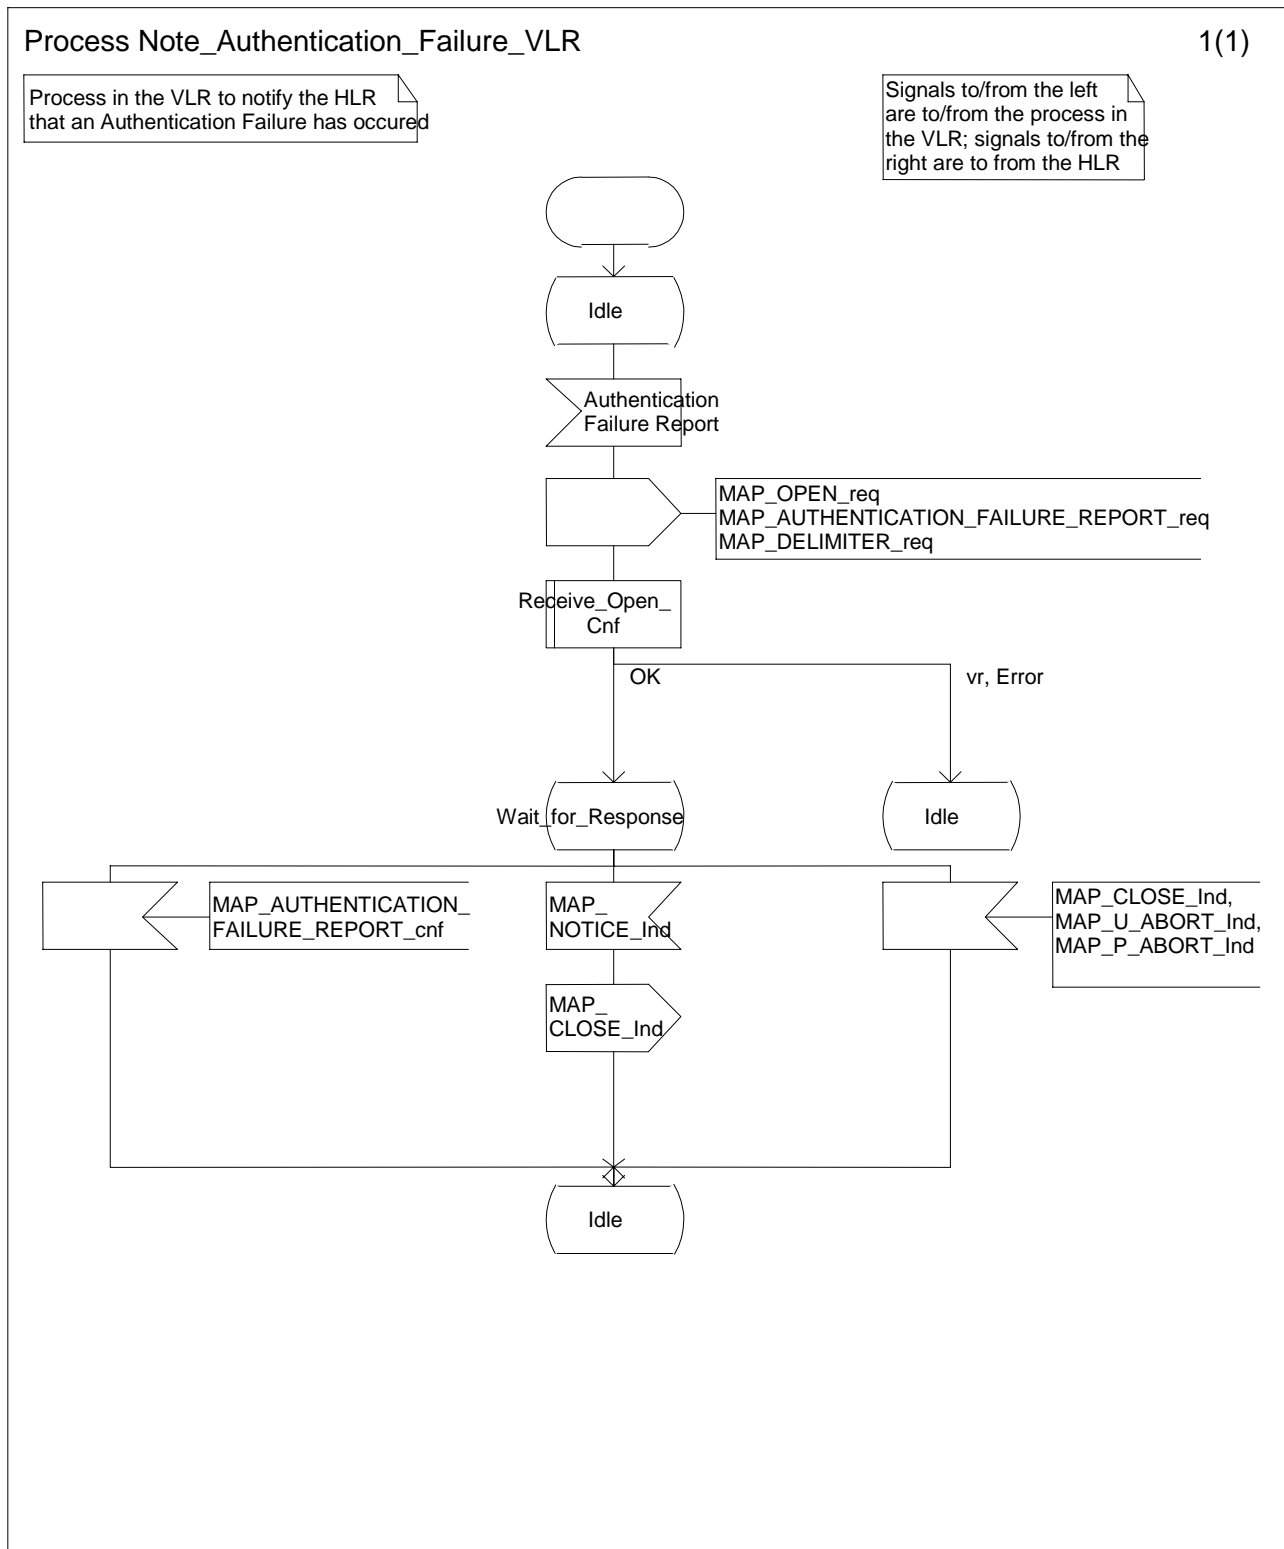 Process Note_Authentication_Failure_VLR
1(1)
Process in the VLR to notify the HLR
that an Authentication Failure has occured
Signals to/from the left
are to/from the process in
the VLR; signals to/from the
right are to from the HLR
Idle
Authentication
Failure Report
MAP_OPEN_req
MAP_AUTHENTICATION_FAILURE_REPORT_req
MAP_DELIMITER_req
Receive_Open_
Cnf
OK
vr, Error
Wait_for_Response
Idle
MAP_AUTHENTICATION_
FAILURE_REPORT_cnf
MAP_
NOTICE_Ind
MAP_CLOSE_Ind,
MAP_U_ABORT_Ind,
MAP_P_ABORT_Ind
MAP_
CLOSE_Ind
Idle